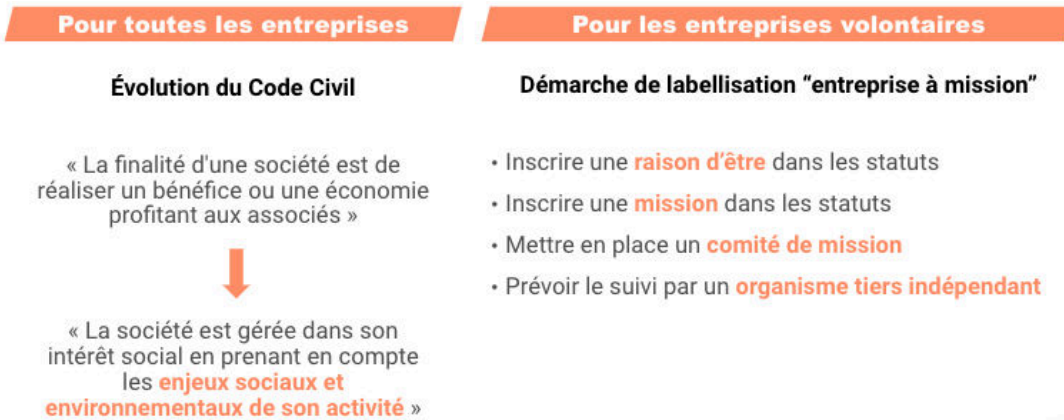 Pour toutes les entreprises
Évolution du Code Civil
« La finalité d'une société est de
réaliser un bénéfice ou une économie
profitant aux associés »
« La société est gérée dans son
intérêt social en prenant en compte
les enjeux sociaux et
environnementaux de son activité »
Pour les entreprises volontaires
Démarche de labellisation “entreprise à mission”
• Inscrire une raison d’être dans les statuts
• Inscrire une mission dans les statuts
• Mettre en place un comité de mission
• Prévoir le suivi par un organisme tiers indépendant